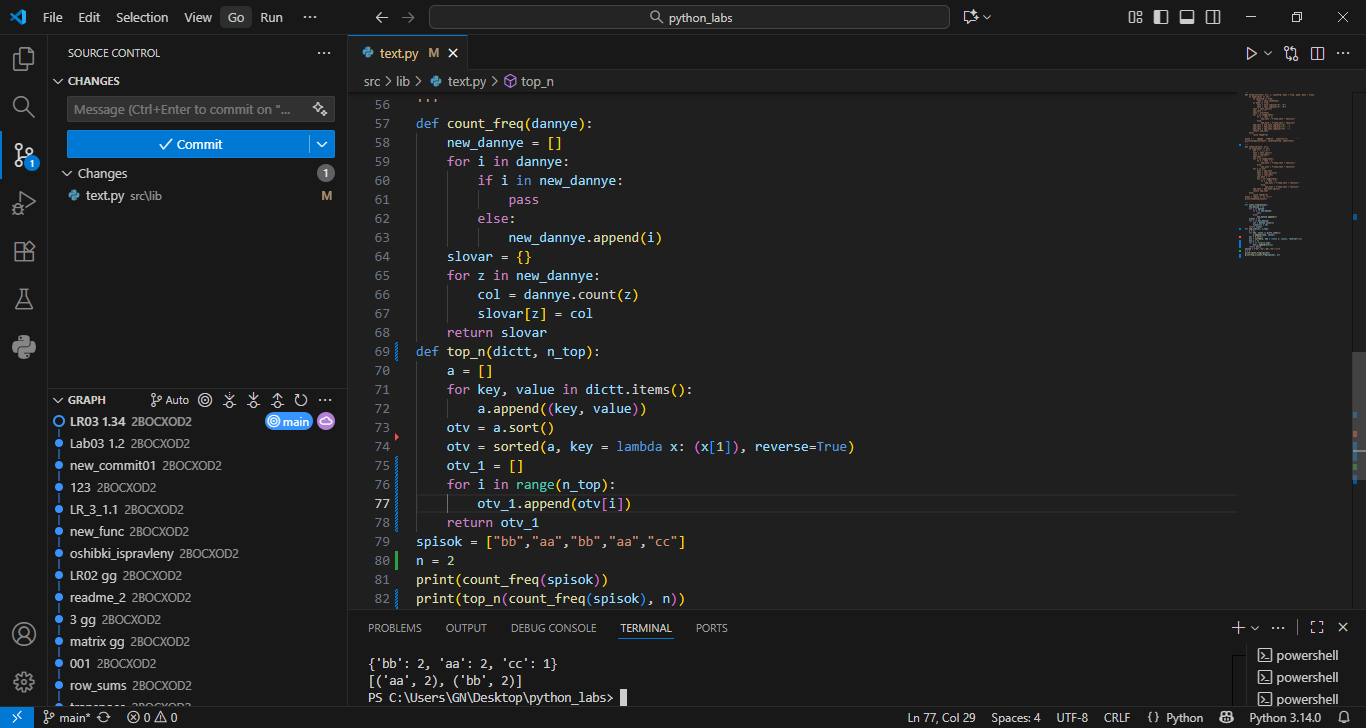 File Edit Selection View Go Run ··· python_labs
SOURCE CONTROL ···
CHANGES
Message (Ctrl+Enter to commit on "...
Commit
Changes 1
text.py src\lib M
GRAPH Auto ···
LR03 1.34 2BOCXOD2 main
Lab03 1.2 2BOCXOD2
new_commit01 2BOCXOD2
123 2BOCXOD2
LR_3_1.1 2BOCXOD2
new_func 2BOCXOD2
oshibki_ispravleny 2BOCXOD2
LR02 gg 2BOCXOD2
readme_2 2BOCXOD2
3 gg 2BOCXOD2
matrix gg 2BOCXOD2
001 2BOCXOD2
row_sums 2BOCXOD2
text.py M
src > lib > text.py > top_n
56 '''
57 def count_freq(dannye):
58 new_dannye = []
59 for i in dannye:
60 if i in new_dannye:
61 pass
62 else:
63 new_dannye.append(i)
64 slovar = {}
65 for z in new_dannye:
66 col = dannye.count(z)
67 slovar[z] = col
68 return slovar
69 def top_n(dictt, n_top):
70 a = []
71 for key, value in dictt.items():
72 a.append((key, value))
73 otv = a.sort()
74 otv = sorted(a, key = lambda x: (x[1]), reverse=True)
75 otv_1 = []
76 for i in range(n_top):
77 otv_1.append(otv[i])
78 return otv_1
79 spisok = ["bb","aa","bb","aa","cc"]
80 n = 2
81 print(count_freq(spisok))
82 print(top_n(count_freq(spisok), n))
PROBLEMS OUTPUT DEBUG CONSOLE TERMINAL PORTS
{'bb': 2, 'aa': 2, 'cc': 1}
[('aa', 2), ('bb', 2)]
PS C:\Users\GN\Desktop\python_labs>
powershell
powershell
powershell
main* 0 0 Ln 77, Col 29 Spaces: 4 UTF-8 CRLF {} Python Python 3.14.0